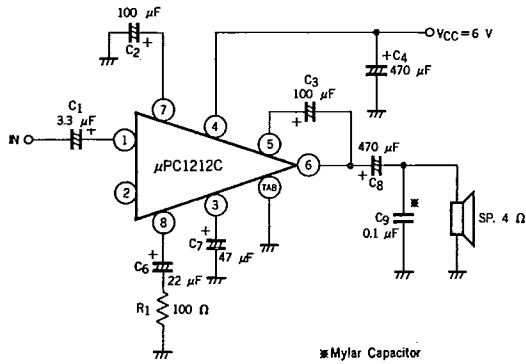 100 μF
C2
+
C1
3.3 μF
+
IN
1
2
7
4
5
6
TAB
3
8
μPC1212C
C3
100 μF
+
+
C4
470 μF
VCC=6 V
470 μF
+
C8
※
C9
0.1 μF
SP. 4 Ω
+
C7
47 μF
+
C6
22 μF
R1
100 Ω
※Mylar Capacitor